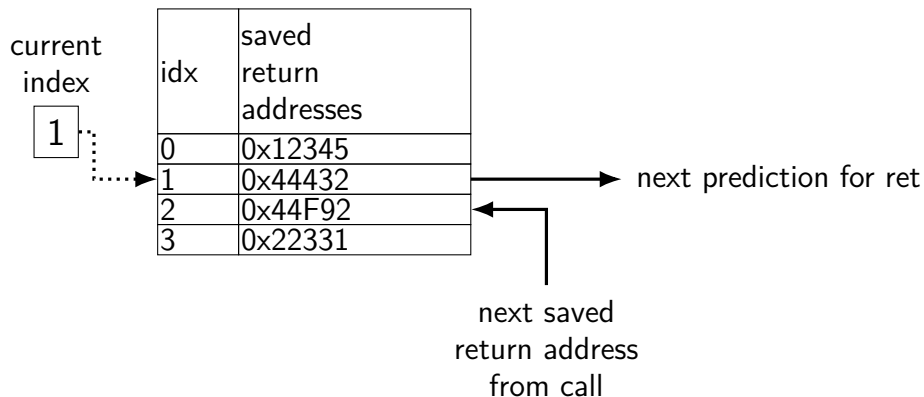 current
index
1
idx
saved
return
addresses
0 0x12345
1 0x44432
2 0x44F92
3 0x22331
next prediction for ret
next saved
return address
from call